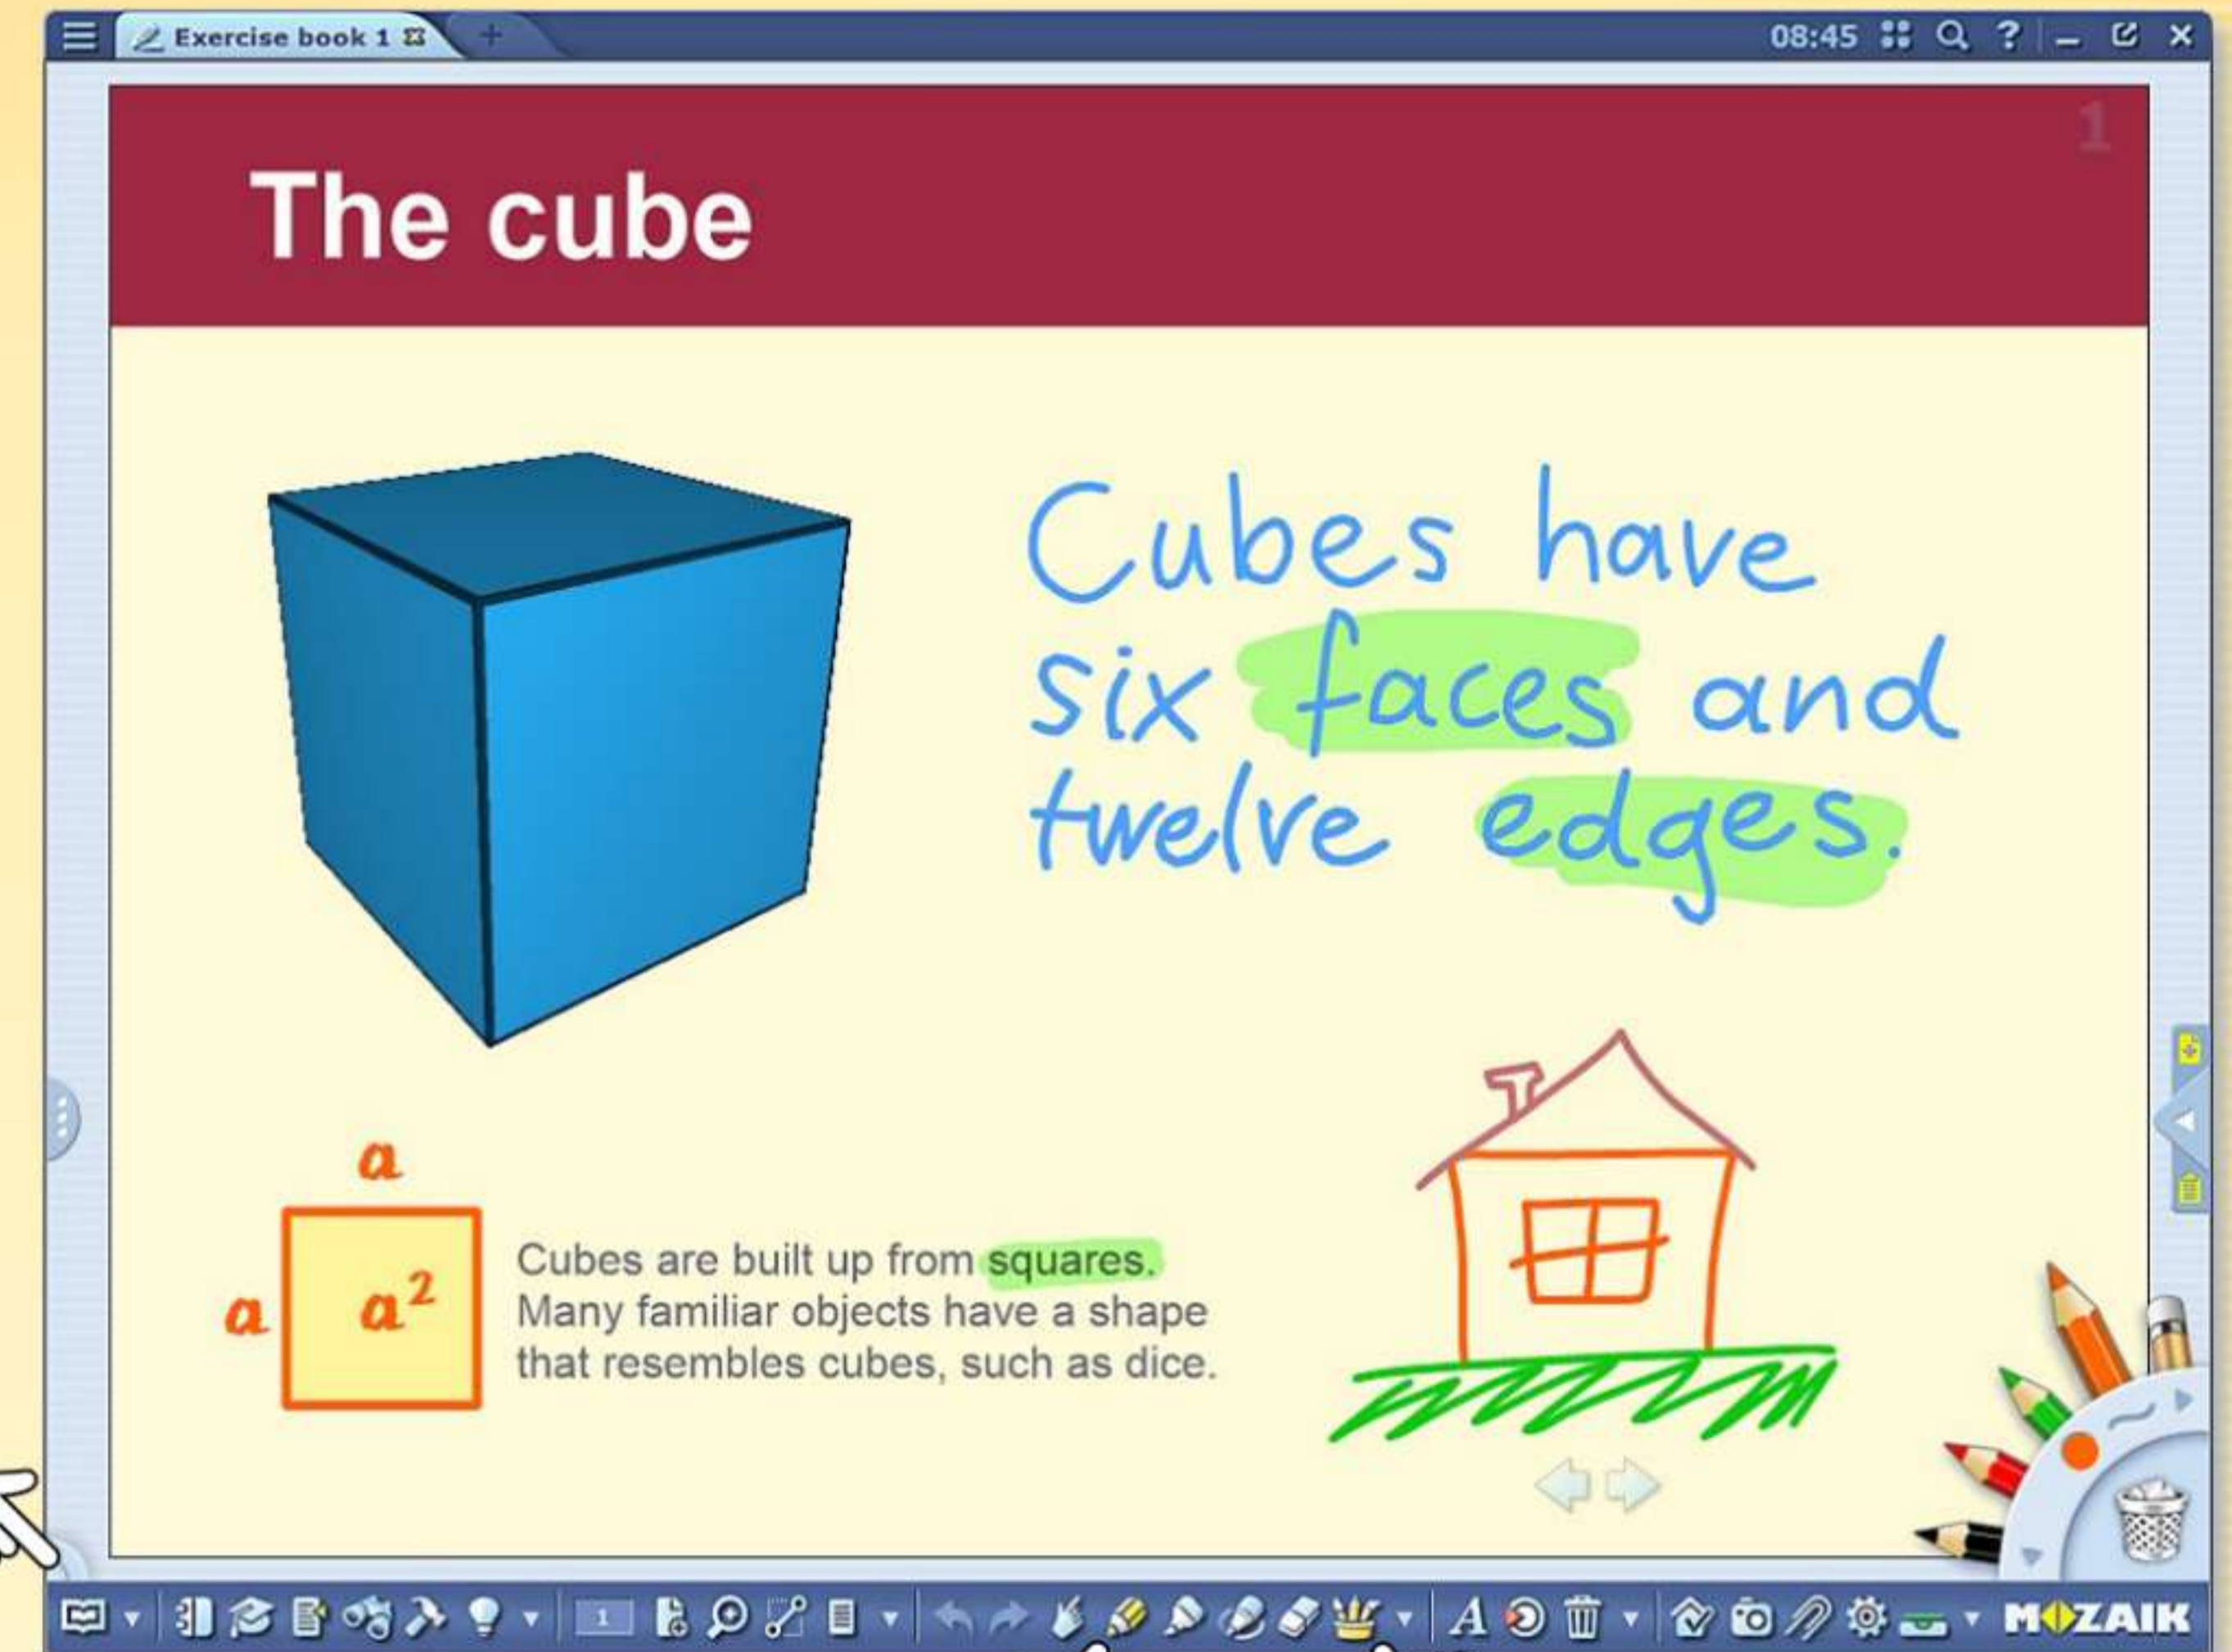 Exercise book 1
08:45
1
The cube
Cubes have
six faces and
twelve edges.
a
a
a²
Cubes are built up from squares.
Many familiar objects have a shape
that resembles cubes, such as dice.
1
MOZAIK